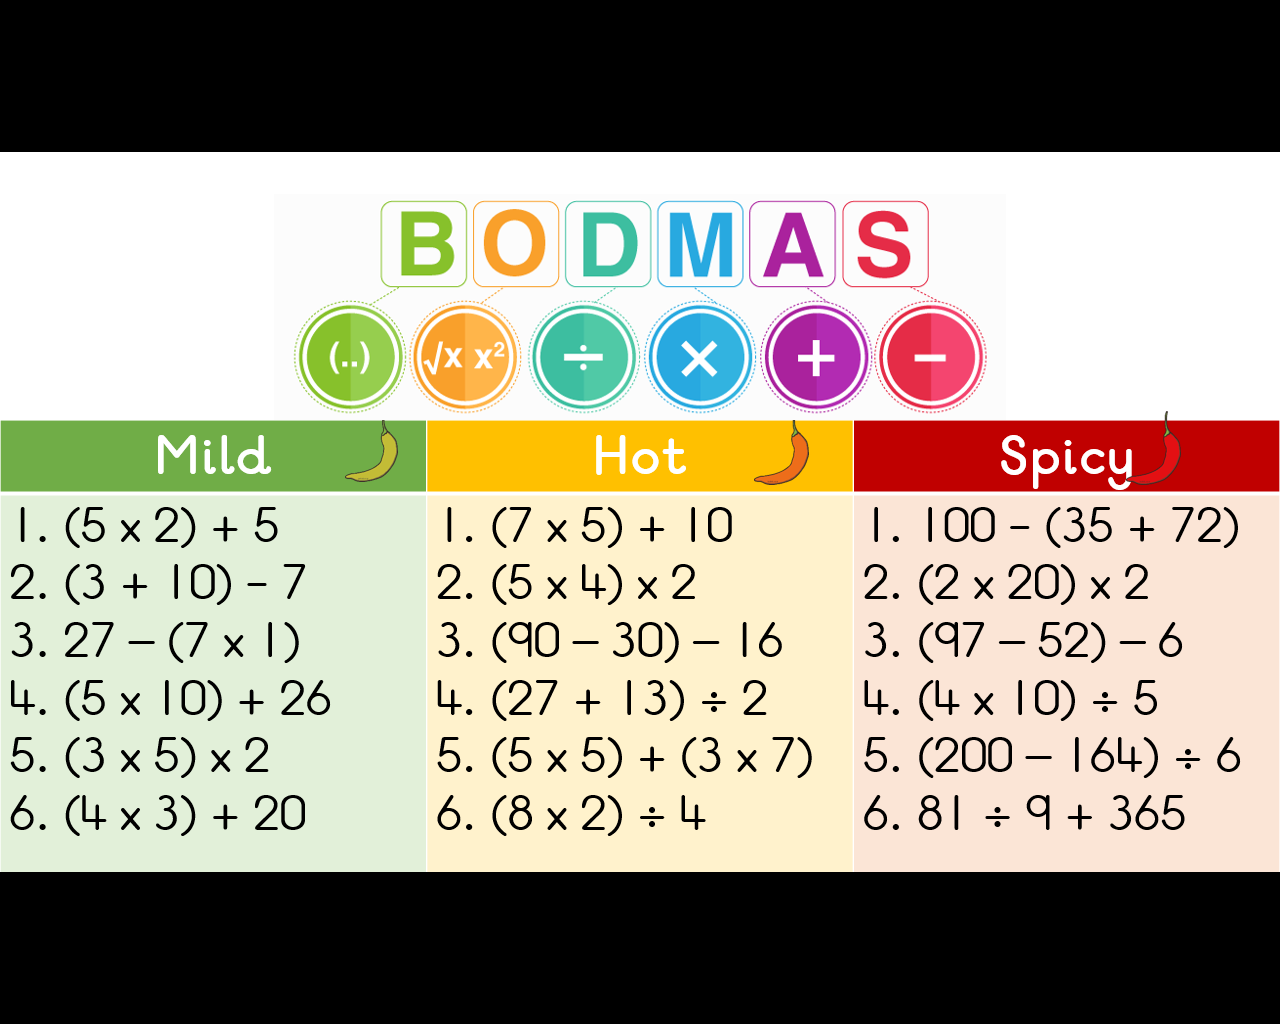 BODMAS
(..) √x x² ÷ × + −
Mild
1. (5 x 2) + 5
2. (3 + 10) - 7
3. 27 – (7 x 1)
4. (5 x 10) + 26
5. (3 x 5) x 2
6. (4 x 3) + 20
Hot
1. (7 x 5) + 10
2. (5 x 4) x 2
3. (90 – 30) – 16
4. (27 + 13) ÷ 2
5. (5 x 5) + (3 x 7)
6. (8 x 2) ÷ 4
Spicy
1. 100 - (35 + 72)
2. (2 x 20) x 2
3. (97 – 52) – 6
4. (4 x 10) ÷ 5
5. (200 – 164) ÷ 6
6. 81 ÷ 9 + 365